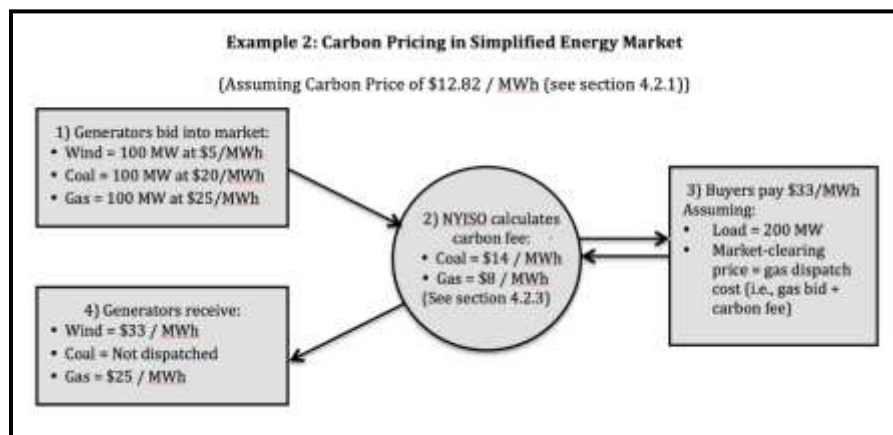 Example 2: Carbon Pricing in Simplified Energy Market
(Assuming Carbon Price of $12.82 / MWh (see section 4.2.1))
1) Generators bid into market:
• Wind = 100 MW at $5/MWh
• Coal = 100 MW at $20/MWh
• Gas = 100 MW at $25/MWh
2) NYISO calculates
carbon fee:
• Coal = $14 / MWh
• Gas = $8 / MWh
(See section 4.2.3)
3) Buyers pay $33/MWh
Assuming:
• Load = 200 MW
• Market-clearing
price = gas dispatch
cost (i.e., gas bid +
carbon fee)
4) Generators receive:
• Wind = $33 / MWh
• Coal = Not dispatched
• Gas = $25 / MWh